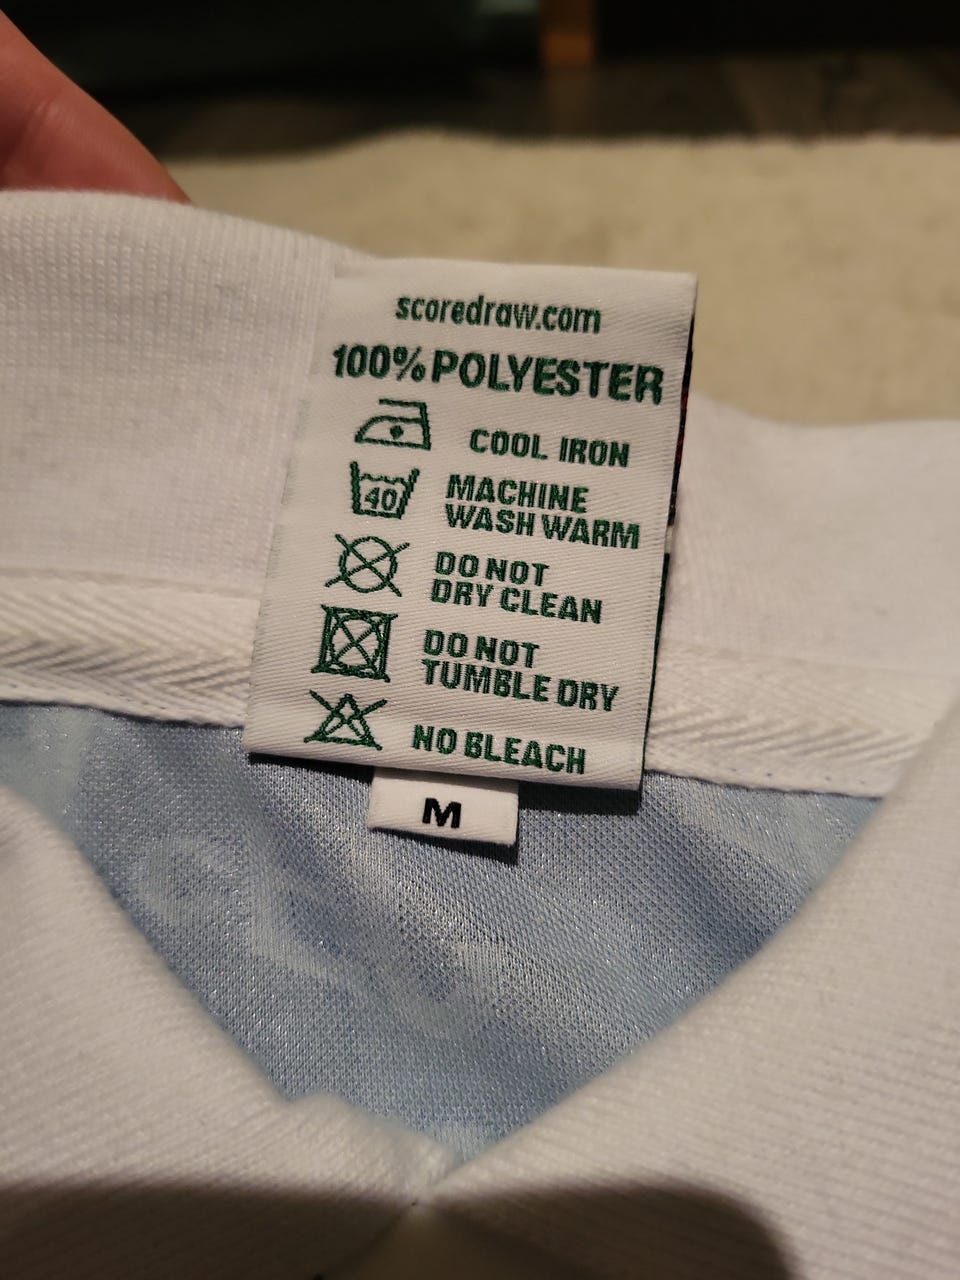 scoredraw.com
100% POLYESTER
COOL IRON
40
MACHINE
WASH WARM
DO NOT
DRY CLEAN
DO NOT
TUMBLE DRY
NO BLEACH
M